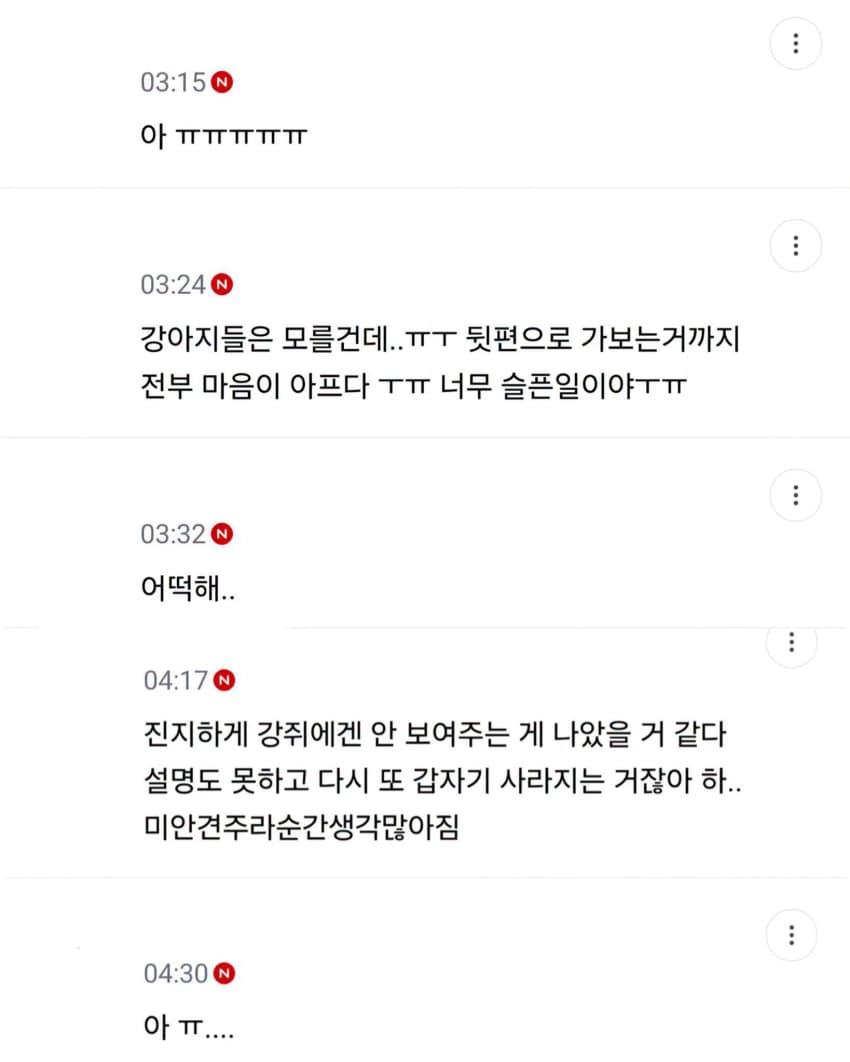 03:15 N
아 ㅠㅠㅠㅠㅠ
03:24 N
강아지들은 모를건데..ㅠㅜ 뒷편으로 가보는거까지
전부 마음이 아프다 ㅜㅠ 너무 슬픈일이야ㅜㅠ
03:32 N
어떡해..
04:17 N
진지하게 강쥐에겐 안 보여주는 게 나았을 거 같다
설명도 못하고 다시 또 갑자기 사라지는 거잖아 하..
미안견주라순간생각많아짐
04:30 N
아 ㅠ....